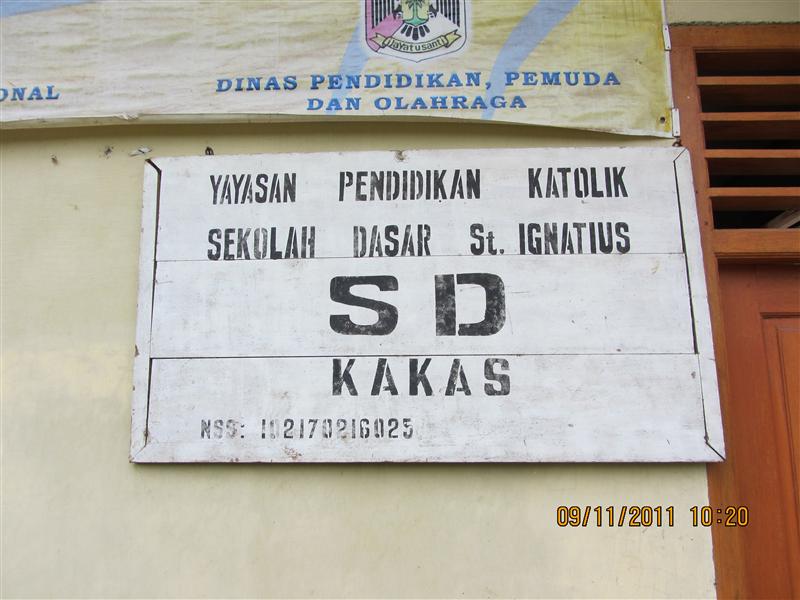 ONAL
DINAS PENDIDIKAN, PEMUDA
DAN OLAHRAGA
YAYASAN PENDIDIKAN KATOLIK
SEKOLAH DASAR St. IGNATIUS
SD
KAKAS
NSS: 102170216025
09/11/2011 10:20